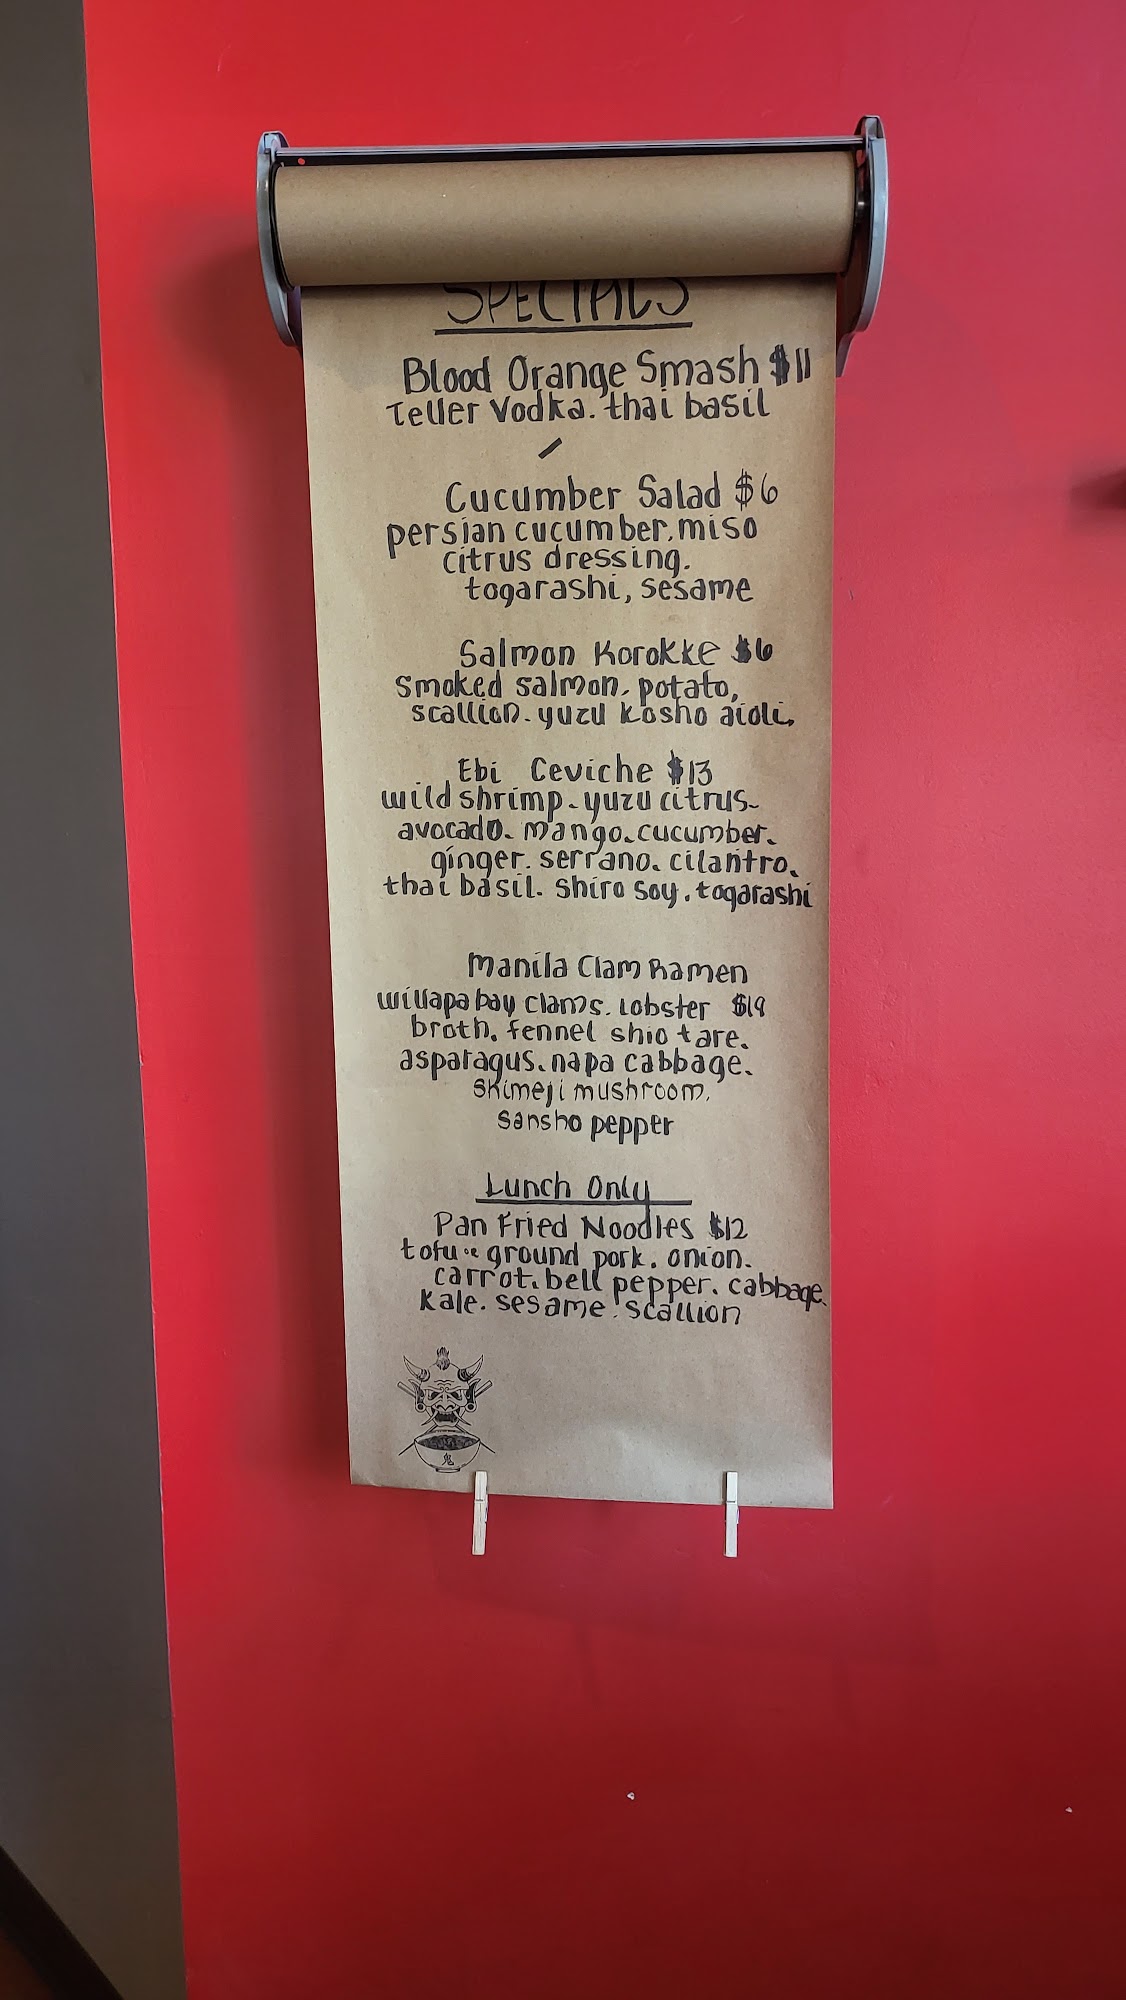 SPECIALS
Blood Orange Smash $11
Teller Vodka. thai basil
Cucumber Salad $6
persian cucumber. miso
citrus dressing.
togarashi, sesame
Salmon Korokke $6
smoked salmon. potato,
scallion. yuzu kosho aioli.
Ebi Ceviche $13
wild shrimp. yuzu citrus.
avocado. mango. cucumber.
ginger. serrano. cilantro.
thai basil. shiro soy. togarashi
Manila Clam Ramen
willapa bay clams. lobster $19
broth. fennel shio tare.
asparagus. napa cabbage.
skimeji mushroom.
sansho pepper
Lunch Only
Pan Fried Noodles $12
tofu or ground pork. onion.
carrot. bell pepper. cabbage.
kale. sesame. scallion
鬼